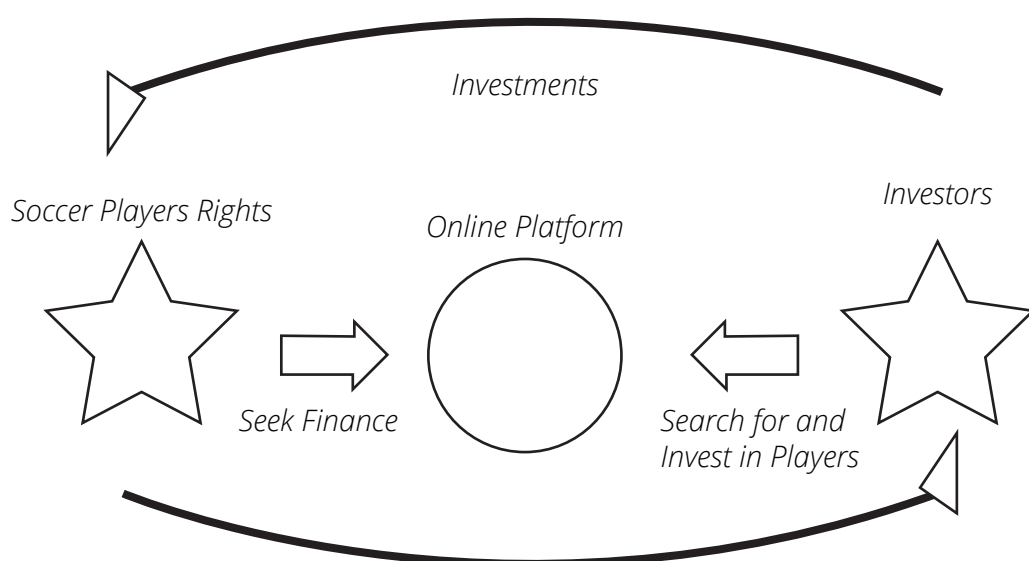 Investments
Investors
Soccer Players Rights
Online Platform
Seek Finance
Search for and
Invest in Players